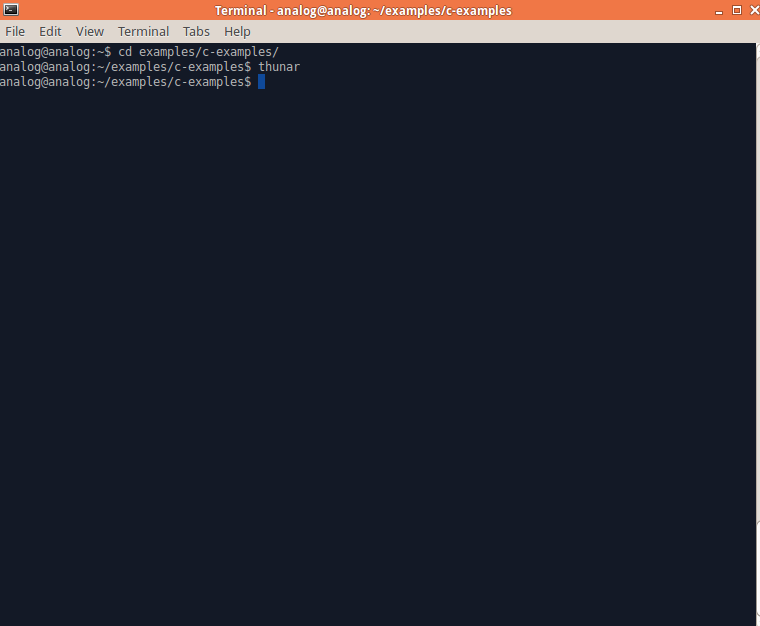 Terminal - analog@analog: ~/examples/c-examples
File Edit View Terminal Tabs Help
analog@analog:~$ cd examples/c-examples/
analog@analog:~/examples/c-examples$ thunar
analog@analog:~/examples/c-examples$